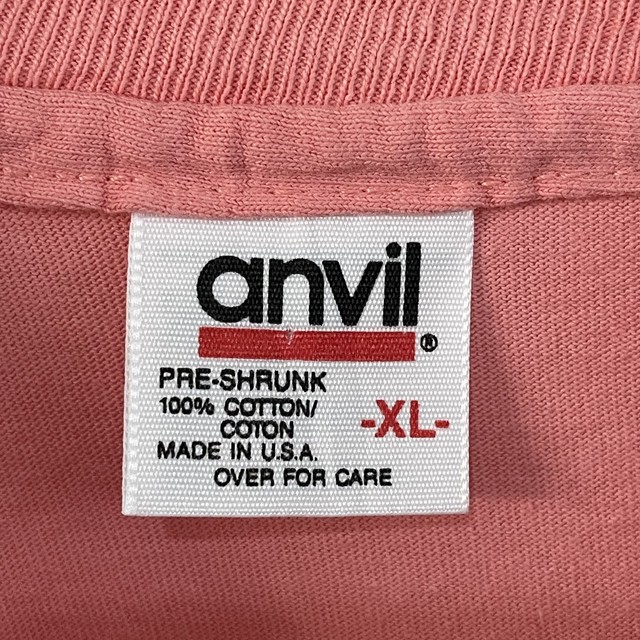 anvil®
PRE-SHRUNK
100% COTTON/
COTON
-XL-
MADE IN U.S.A.
OVER FOR CARE